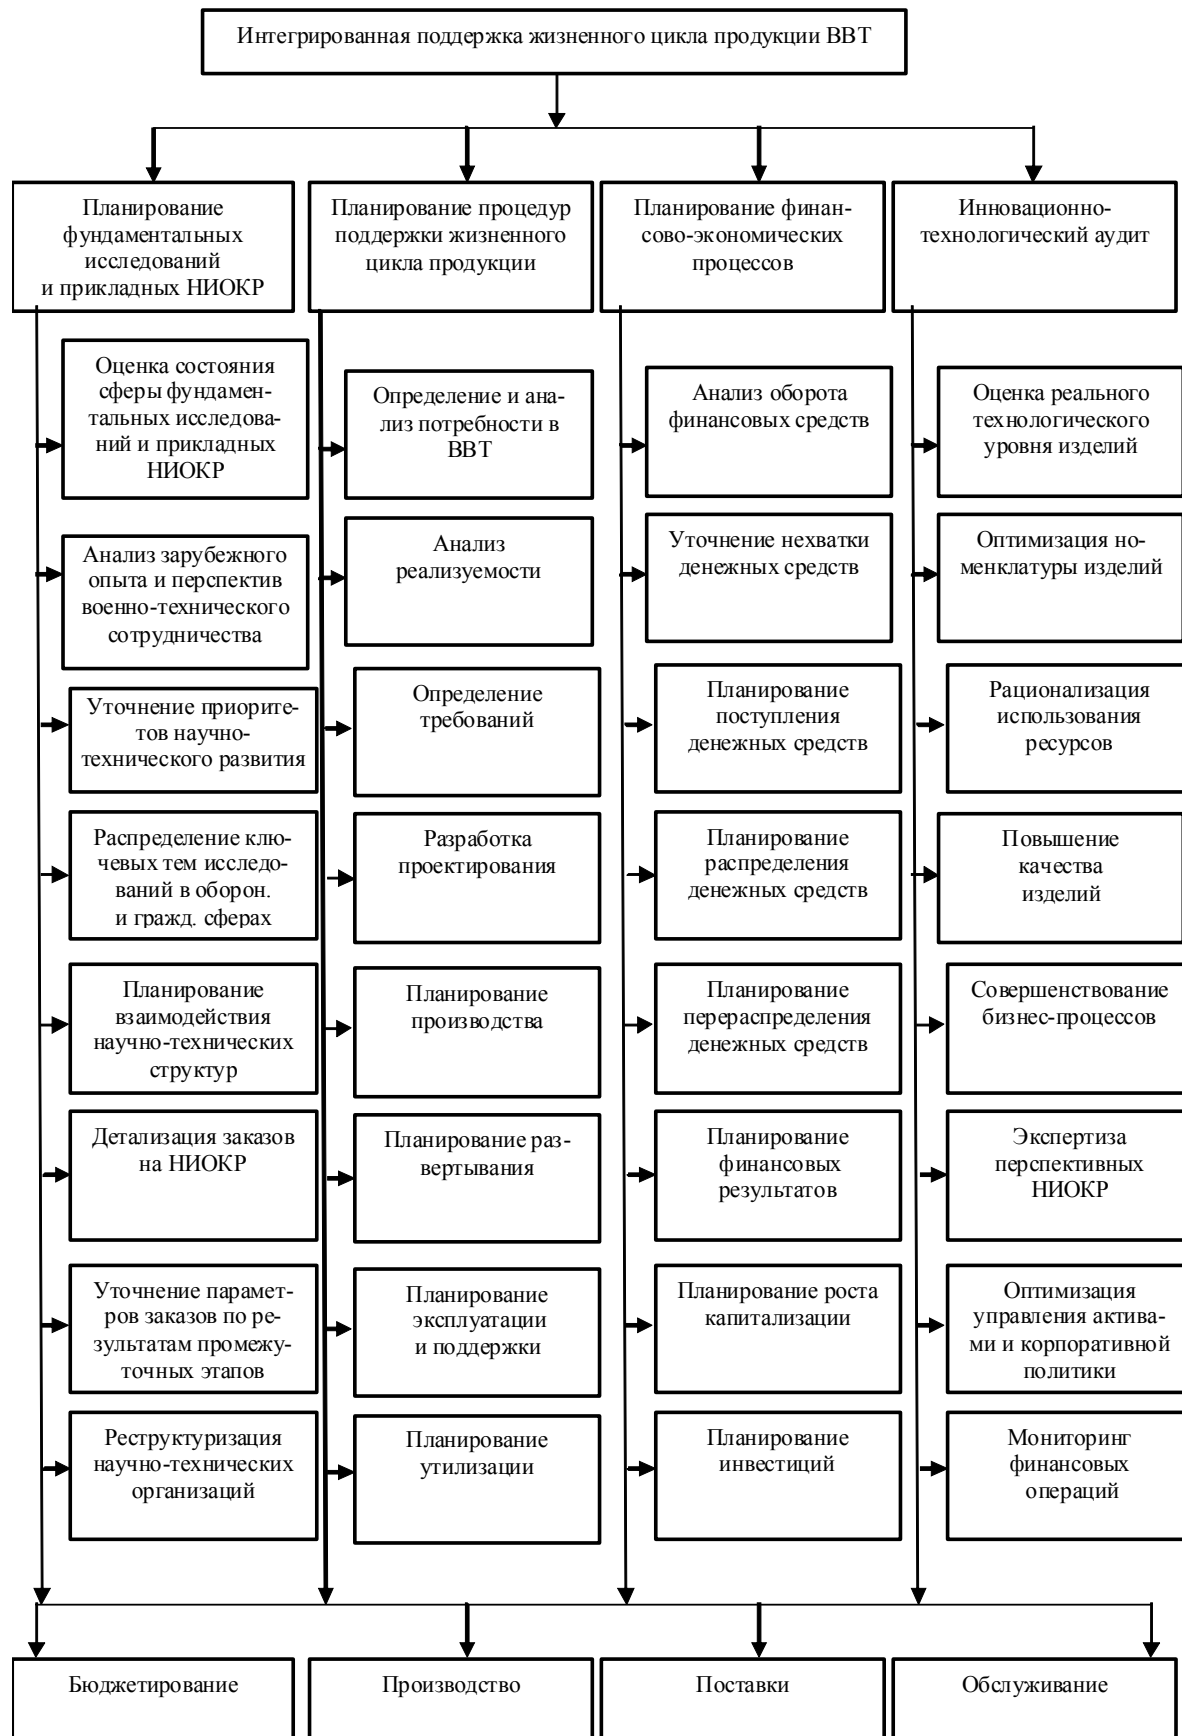 Интегрированная поддержка жизненного цикла продукции ВВТ
Планирование
фундаментальных
исследований
и прикладных НИОКР
Планирование процедур
поддержки жизненного
цикла продукции
Планирование финан-
сово-экономических
процессов
Инновационно-
технологический аудит
Оценка состояния
сферы фундамен-
тальных исследова-
ний и прикладных
НИОКР
Определение и ана-
лиз потребности в
ВВТ
Анализ оборота
финансовых средств
Оценка реального
технологического
уровня изделий
Анализ зарубежного
опыта и перспектив
военно-технического
сотрудничества
Анализ
реализуемости
Уточнение нехватки
денежных средств
Оптимизация но-
менклатуры изделий
Уточнение приорите-
тов научно-
технического развития
Определение
требований
Планирование
поступления
денежных средств
Рационализация
использования
ресурсов
Распределение клю-
чевых тем исследо-
ваний в оборон.
и гражд. сферах
Разработка
проектирования
Планирование
распределения
денежных средств
Повышение
качества
изделий
Планирование
взаимодействия
научно-технических
структур
Планирование
производства
Планирование
перераспределения
денежных средств
Совершенствование
бизнес-процессов
Детализация заказов
на НИОКР
Планирование раз-
вертывания
Планирование
финансовых
результатов
Экспертиза
перспективных
НИОКР
Уточнение парамет-
ров заказов по ре-
зультатам промежу-
точных этапов
Планирование
эксплуатации
и поддержки
Планирование роста
капитализации
Оптимизация
управления актива-
ми и корпоративной
политики
Реструктуризация
научно-технических
организаций
Планирование
утилизации
Планирование
инвестиций
Мониторинг
финансовых
операций
Бюджетирование
Производство
Поставки
Обслуживание